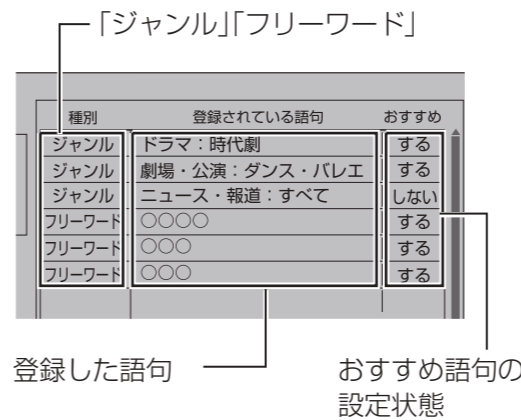 「ジャンル」「フリーワード」
種別 登録されている語句 おすすめ
ジャンル ドラマ：時代劇 する
ジャンル 劇場・公演：ダンス・バレエ する
ジャンル ニュース・報道：すべて しない
フリーワード ○○○○ する
フリーワード ○○○ する
フリーワード ○○○ する
登録した語句
おすすめ語句の
設定状態